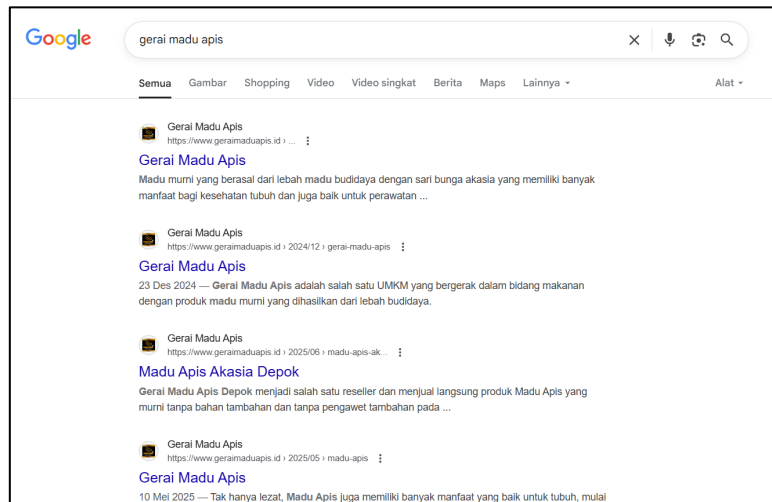 Google
gerai madu apis
Semua Gambar Shopping Video Video singkat Berita Maps Lainnya Alat
Gerai Madu Apis
https://www.geraimaduapis.id › ...
Gerai Madu Apis
Madu murni yang berasal dari lebah madu budidaya dengan sari bunga akasia yang memiliki banyak
manfaat bagi kesehatan tubuh dan juga baik untuk perawatan ...
Gerai Madu Apis
https://www.geraimaduapis.id › 2024/12 › gerai-madu-apis
Gerai Madu Apis
23 Des 2024 — Gerai Madu Apis adalah salah satu UMKM yang bergerak dalam bidang makanan
dengan produk madu murni yang dihasilkan dari lebah budidaya.
Gerai Madu Apis
https://www.geraimaduapis.id › 2025/06 › madu-apis-ak...
Madu Apis Akasia Depok
Gerai Madu Apis Depok menjadi salah satu reseller dan menjual langsung produk Madu Apis yang
murni tanpa bahan tambahan dan tanpa pengawet tambahan pada ...
Gerai Madu Apis
https://www.geraimaduapis.id › 2025/05 › madu-apis
Gerai Madu Apis
10 Mei 2025 — Tak hanya lezat, Madu Apis juga memiliki banyak manfaat yang baik untuk tubuh, mulai